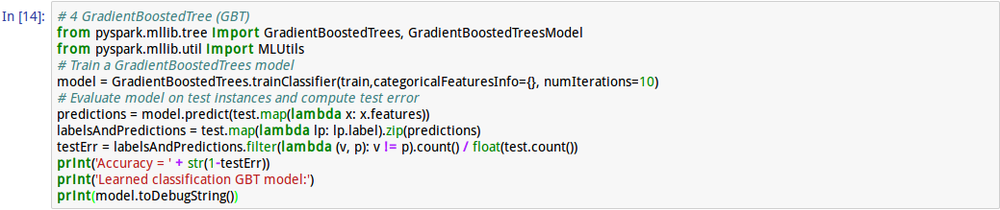 In [14]: # 4 GradientBoostedTree (GBT)
from pyspark.mllib.tree import GradientBoostedTrees, GradientBoostedTreesModel
from pyspark.mllib.util import MLUtils
# Train a GradientBoostedTrees model
model = GradientBoostedTrees.trainClassifier(train,categoricalFeaturesInfo={}, numIterations=10)
# Evaluate model on test instances and compute test error
predictions = model.predict(test.map(lambda x: x.features))
labelsAndPredictions = test.map(lambda lp: lp.label).zip(predictions)
testErr = labelsAndPredictions.filter(lambda (v, p): v != p).count() / float(test.count())
print('Accuracy = ' + str(1-testErr))
print('Learned classification GBT model:')
print(model.toDebugString())